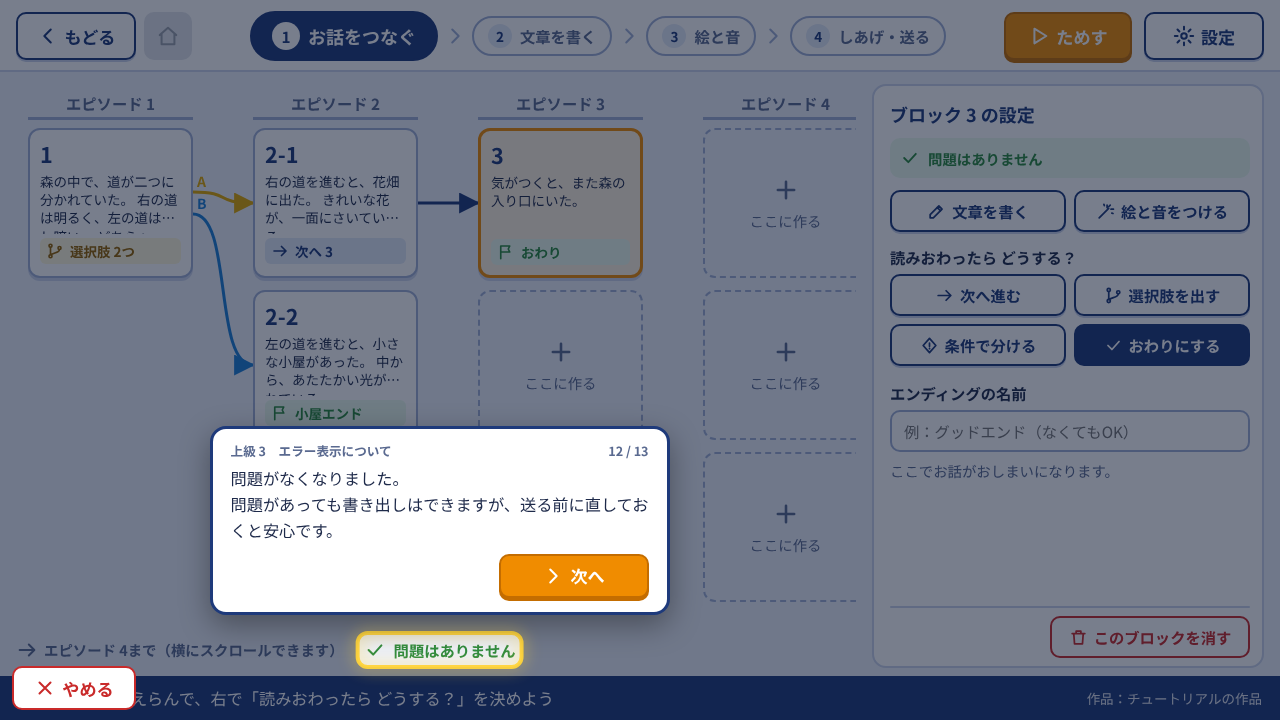 もどる
1 お話をつなぐ
2 文章を書く
3 絵と音
4 しあげ・送る
ためす
設定
エピソード 1
エピソード 2
エピソード 3
エピソード 4
1
森の中で、道が二つに
分かれていた。 右の道
は明るく、左の道は…
選択肢 2つ
A
B
2-1
右の道を進むと、花畑
に出た。 きれいな花
が、一面にさいてい…
次へ 3
2-2
左の道を進むと、小さ
な小屋があった。 中か
ら、あたたかい光が…
小屋エンド
3
気がつくと、また森の
入り口にいた。
おわり
ここに作る
ここに作る
ここに作る
ここに作る
ブロック 3 の設定
問題はありません
文章を書く
絵と音をつける
読みおわったら どうする？
次へ進む
選択肢を出す
条件で分ける
おわりにする
エンディングの名前
例：グッドエンド（なくてもOK）
ここでお話がおしまいになります。
このブロックを消す
上級 3 エラー表示について
12 / 13
問題がなくなりました。
問題があっても書き出しはできますが、送る前に直してお
くと安心です。
次へ
エピソード 4まで（横にスクロールできます）
問題はありません
やめる
えらんで、右で「読みおわったら どうする？」を決めよう
作品：チュートリアルの作品